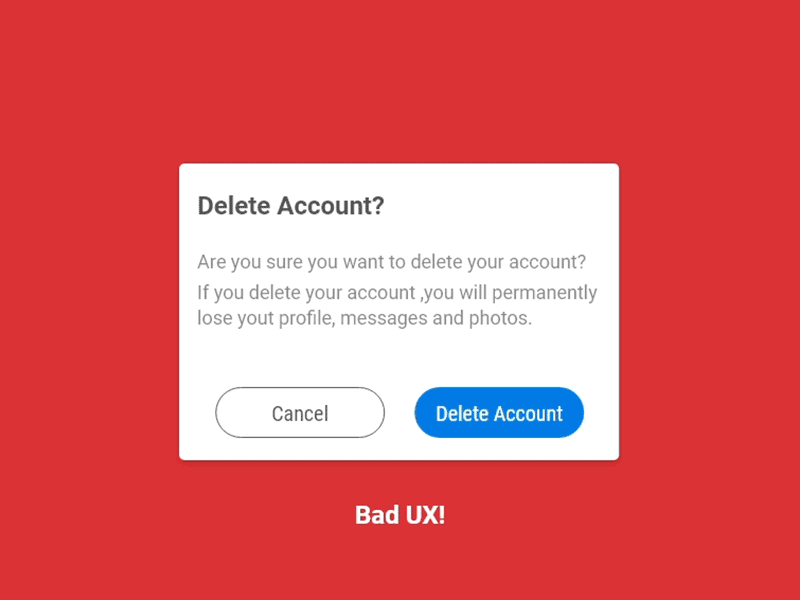 Delete Account?
Are you sure you want to delete your account?
If you delete your account ,you will permanently
lose yout profile, messages and photos.
Cancel
Delete Account
Bad UX!